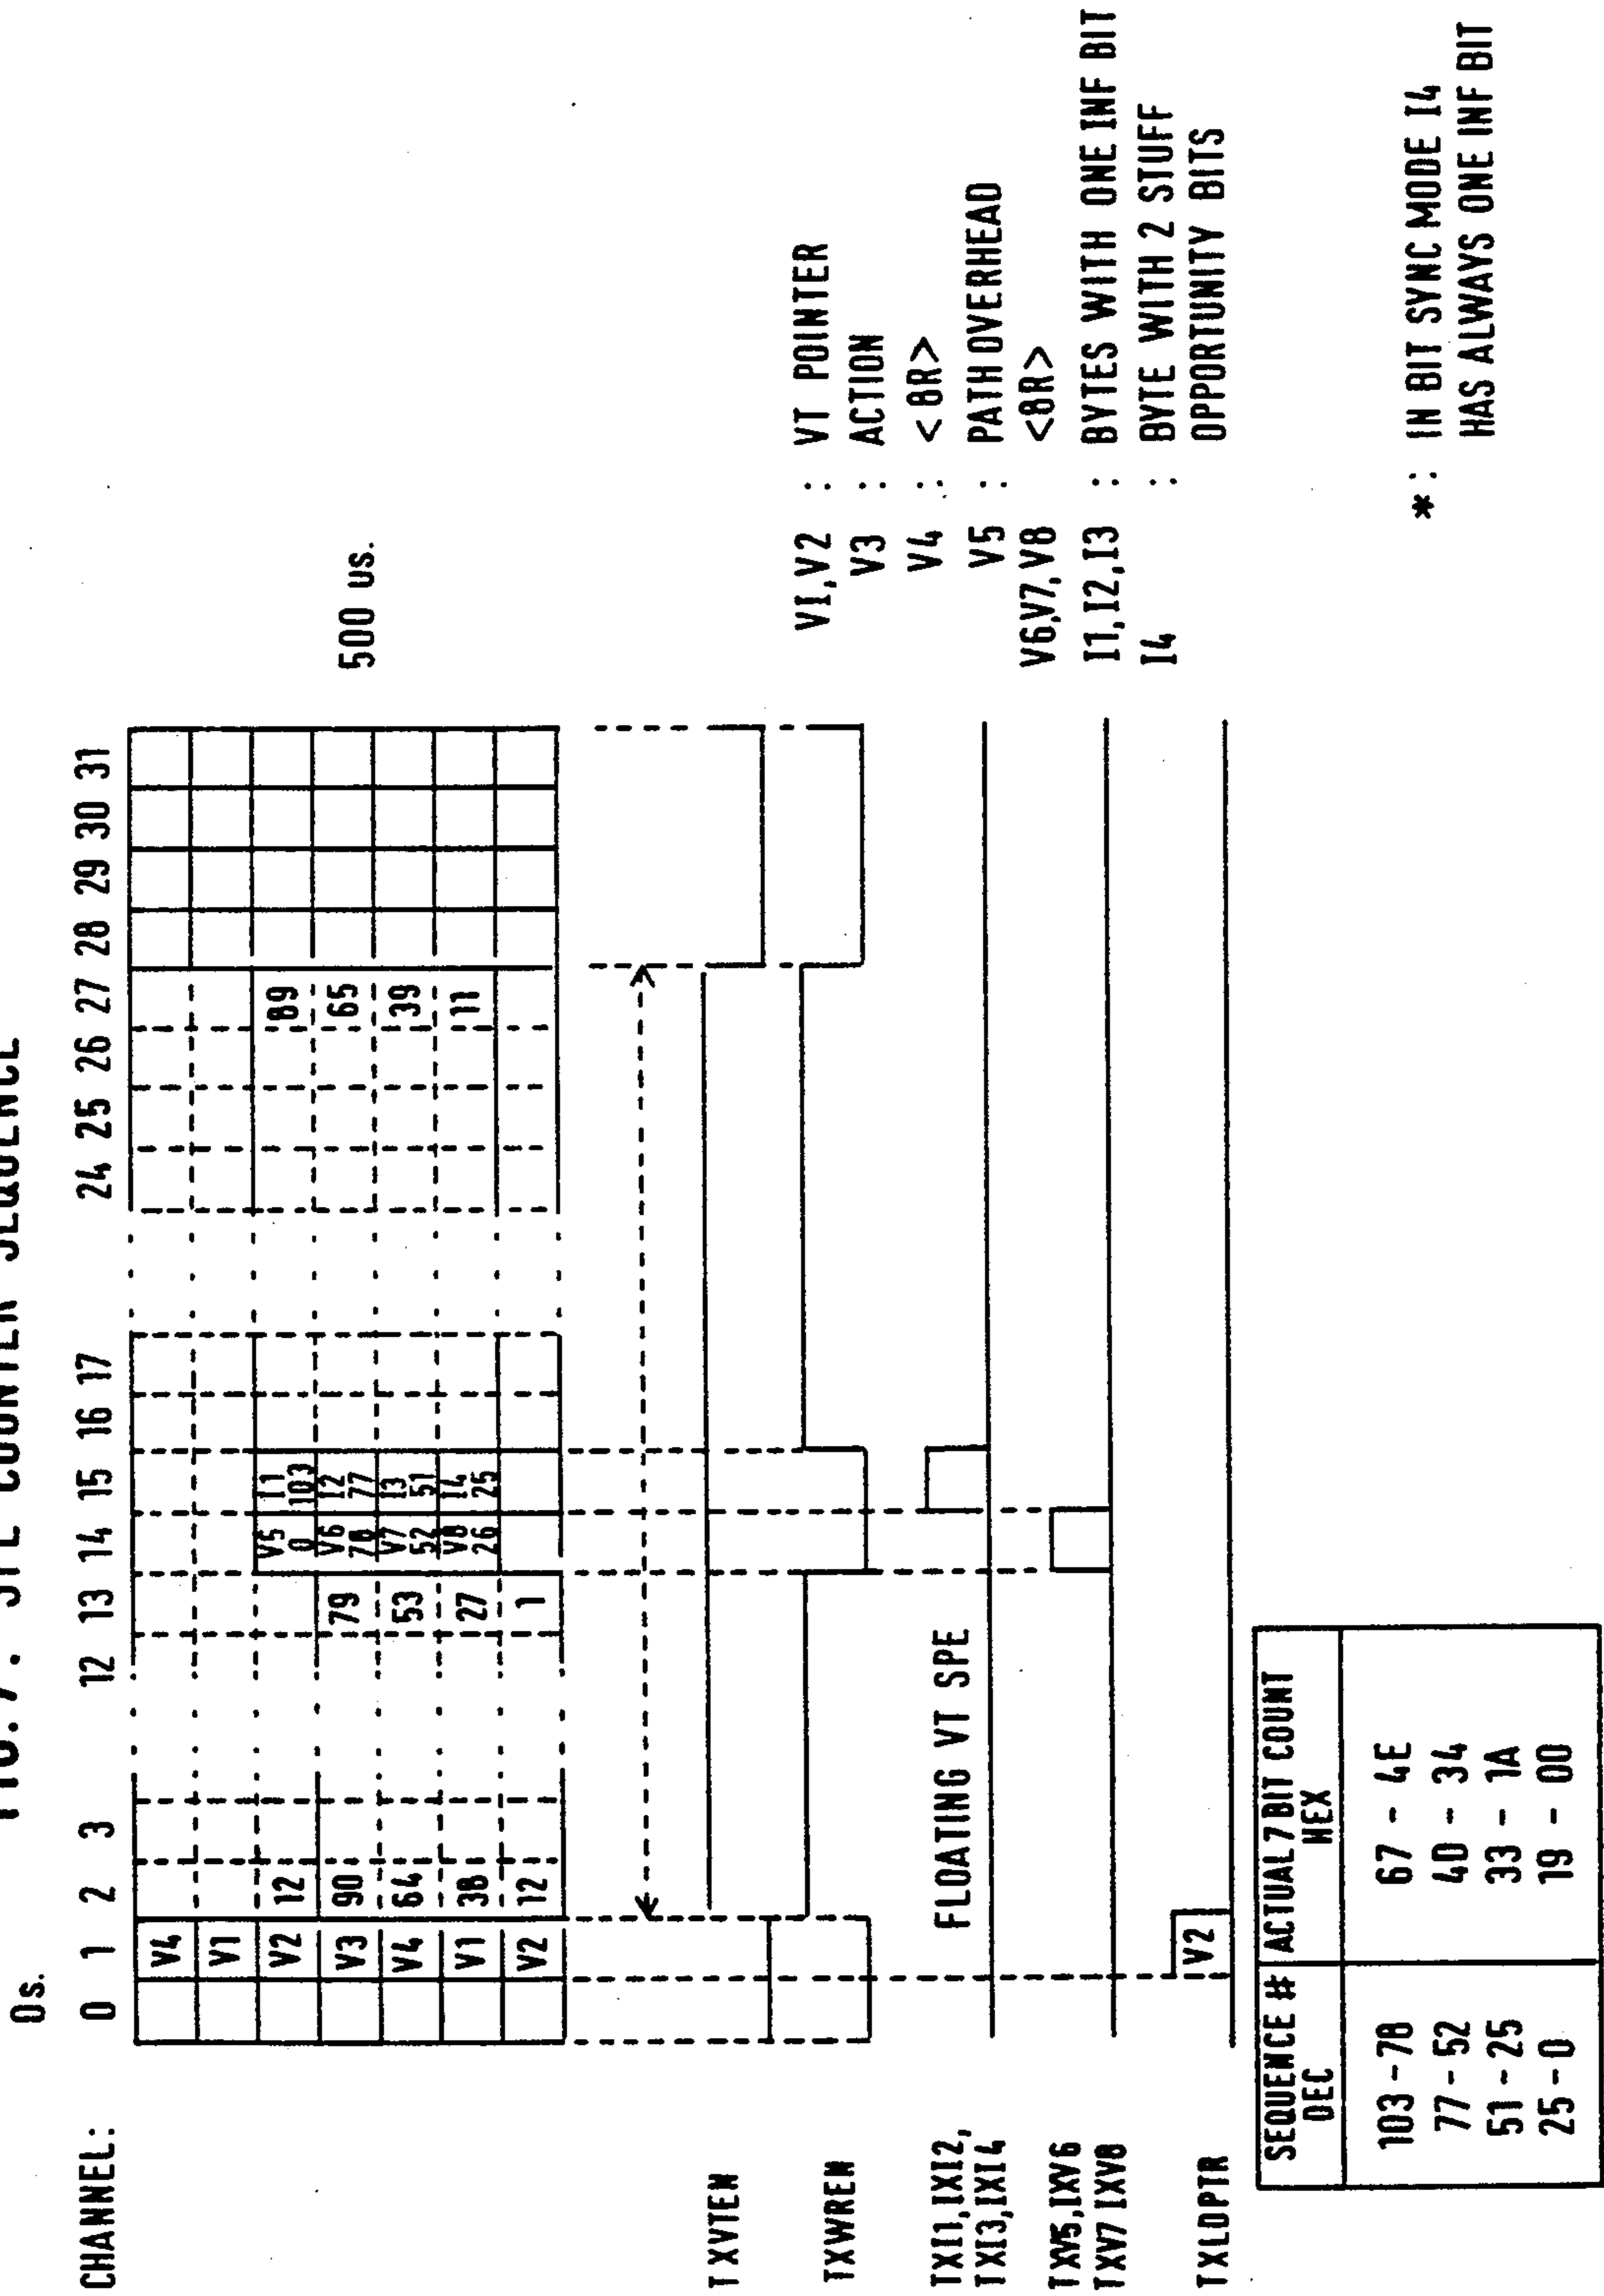 FIG. 7. SPE COUNTER SEQUENCE
0s.
CHANNEL: 0 1 2 3 12 13 14 15 16 17 24 25 26 27 28 29 30 31
V4
V1
V2 12 V5 0 I1 103 89
V3 90 79 V6 78 I2 77 65
V4 64 53 V7 52 I3 51 39
V1 38 27 V8 26 I4 25 11
V2 12 1
500 us.
TXVTEN
TXWREN
TXI1,IXI2,
TXI3,IXI4
FLOATING VT SPE
TXV5,IXV6
TXV7 IXV8
TXLDPTR
V2
V1,V2 : VT POINTER
V3 : ACTION
V4 : <8R>
V5 : PATH OVERHEAD
V6,V7,V8 <8R>
I1,I2,I3 : BYTES WITH ONE INF BIT
I4 : BYTE WITH 2 STUFF
OPPORTUNITY BITS
* : IN BIT SYNC MODE I4
HAS ALWAYS ONE INF BIT
SEQUENCE # ACTUAL 7 BIT COUNT
DEC HEX
103-78 67-4E
77-52 4D-34
51-25 33-1A
25-0 19-00